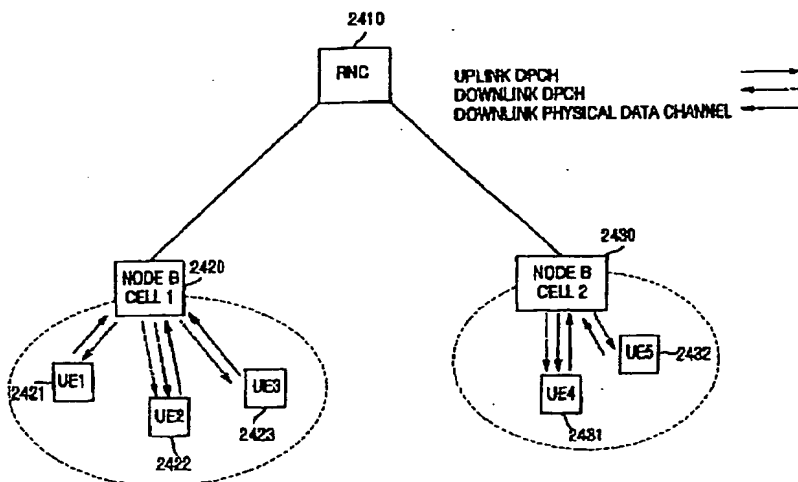 2410
RNC
UPLINK DPCH
DOWNLINK DPCH
DOWNLINK PHYSICAL DATA CHANNEL
2420
NODE B
CELL 1
2430
NODE B
CELL 2
UE1
2421
UE2
2422
UE3
2423
UE4
2431
UE5
2432